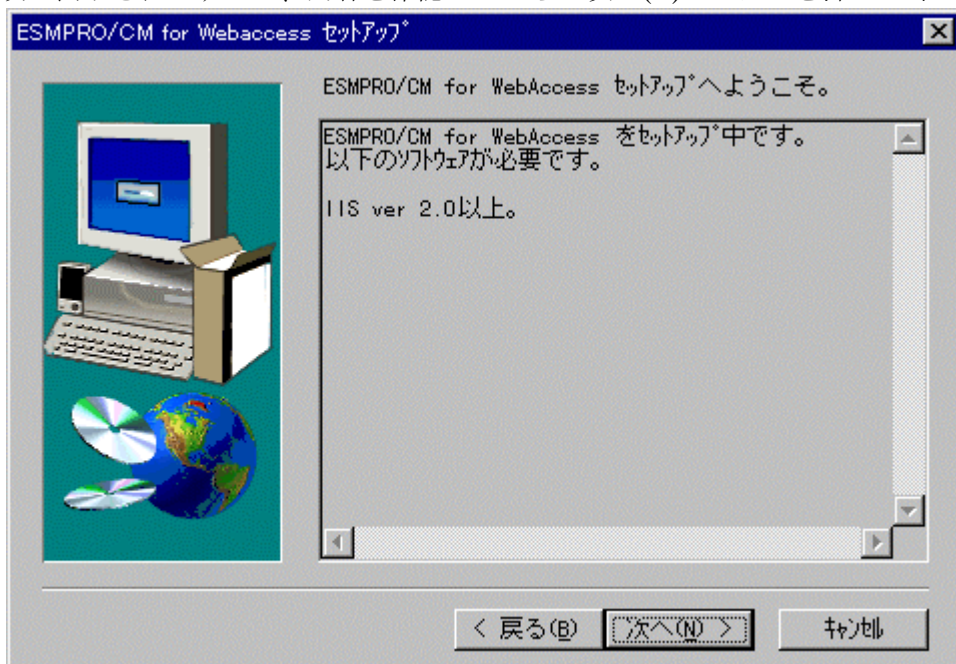 ESMPRO/CM for Webaccess ｾｯﾄｱｯﾌﾟ
ESMPRO/CM for WebAccess ｾｯﾄｱｯﾌﾟへようこそ。
ESMPRO/CM for WebAccess をｾｯﾄｱｯﾌﾟ中です。
以下のｿﾌﾄｳｪｱが必要です。
IIS ver 2.0以上。
< 戻る(B)
次へ(N) >
ｷｬﾝｾﾙ